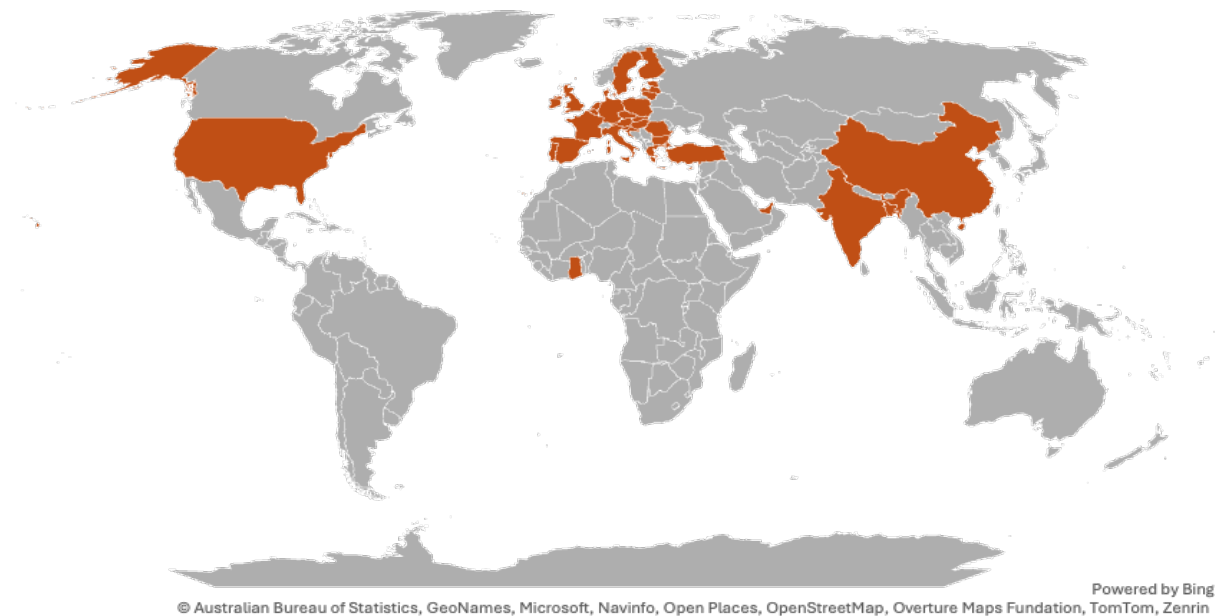 Powered by Bing
© Australian Bureau of Statistics, GeoNames, Microsoft, Navinfo, Open Places, OpenStreetMap, Overture Maps Fundation, TomTom, Zenrin